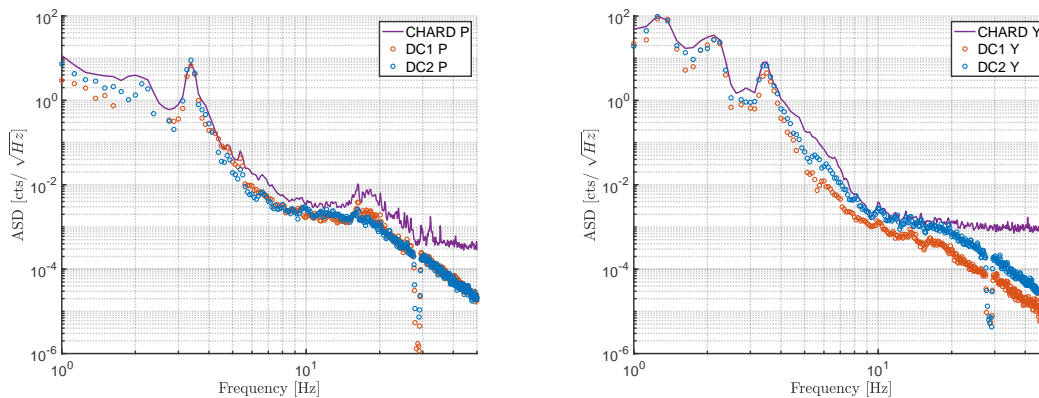 10^2
10^0
10^-2
10^-4
10^-6
ASD [cts/ √Hz]
10^0
10^1
Frequency [Hz]
CHARD P
DC1 P
DC2 P
10^2
10^0
10^-2
10^-4
10^-6
ASD [cts/ √Hz]
10^0
10^1
Frequency [Hz]
CHARD Y
DC1 Y
DC2 Y